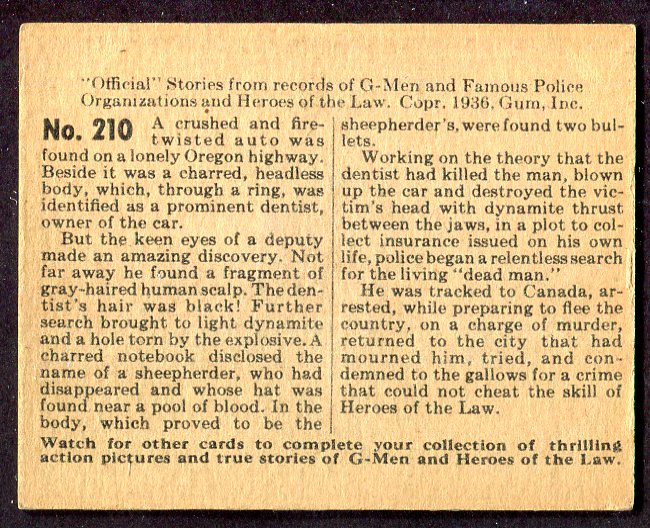 "Official" Stories from records of G-Men and Famous Police
Organizations and Heroes of the Law. Copr. 1936, Gum, Inc.
No. 210 A crushed and fire-
twisted auto was
found on a lonely Oregon highway.
Beside it was a charred, headless
body, which, through a ring, was
identified as a prominent dentist,
owner of the car.
But the keen eyes of a deputy
made an amazing discovery. Not
far away he found a fragment of
gray-haired human scalp. The den-
tist's hair was black! Further
search brought to light dynamite
and a hole torn by the explosive. A
charred notebook disclosed the
name of a sheepherder, who had
disappeared and whose hat was
found near a pool of blood. In the
body, which proved to be the
sheepherder's, were found two bul-
lets.
Working on the theory that the
dentist had killed the man, blown
up the car and destroyed the vic-
tim's head with dynamite thrust
between the jaws, in a plot to col-
lect insurance issued on his own
life, police began a relentless search
for the living "dead man."
He was tracked to Canada, ar-
rested, while preparing to flee the
country, on a charge of murder,
returned to the city that had
mourned him, tried, and con-
demned to the gallows for a crime
that could not cheat the skill of
Heroes of the Law.
Watch for other cards to complete your collection of thrilling
action pictures and true stories of G-Men and Heroes of the Law.